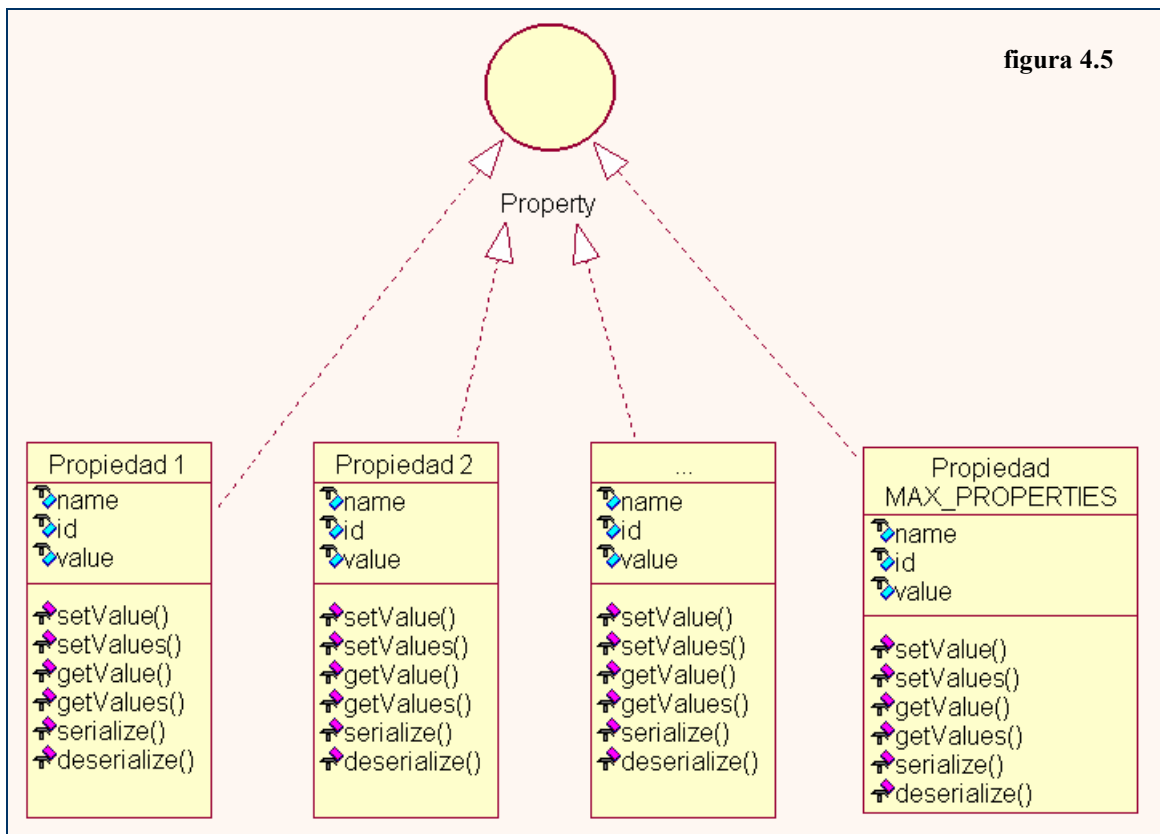 figura 4.5
Property
Propiedad 1
name
id
value
setValue()
setValues()
getValue()
getValues()
serialize()
deserialize()
Propiedad 2
name
id
value
setValue()
setValues()
getValue()
getValues()
serialize()
deserialize()
...
name
id
value
setValue()
setValues()
getValue()
getValues()
serialize()
deserialize()
Propiedad
MAX_PROPERTIES
name
id
value
setValue()
setValues()
getValue()
getValues()
serialize()
deserialize()